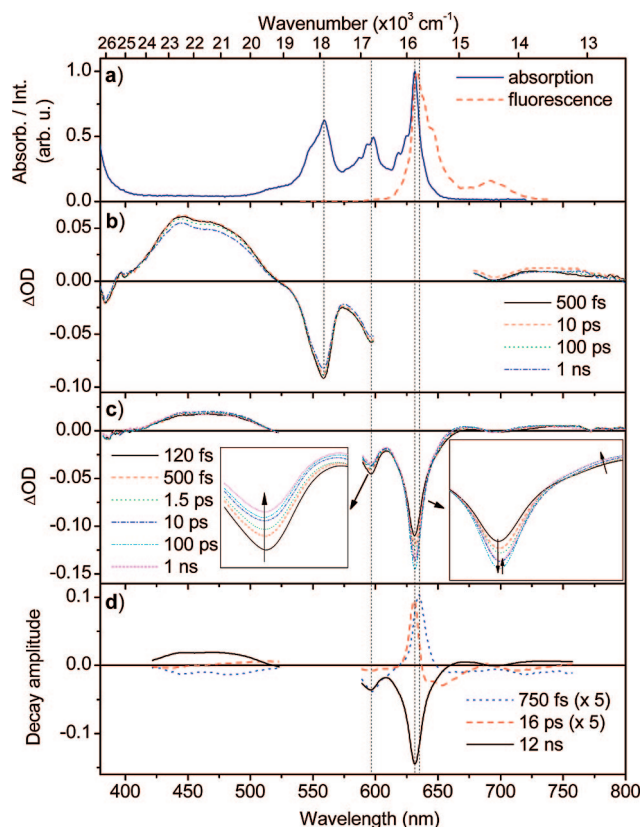 Wavenumber (x10³ cm⁻¹)
26 25 24 23 22 21 20 19 18 17 16 15 14 13
a)
absorption
fluorescence
Absorb. / Int.
(arb. u.)
1.0
0.5
0.0
b)
ΔOD
0.05
0.00
-0.05
-0.10
500 fs
10 ps
100 ps
1 ns
c)
ΔOD
0.00
-0.05
-0.10
-0.15
120 fs
500 fs
1.5 ps
10 ps
100 ps
1 ns
d)
Decay amplitude
0.1
0.0
-0.1
750 fs (x 5)
16 ps (x 5)
12 ns
400 450 500 550 600 650 700 750 800
Wavelength (nm)